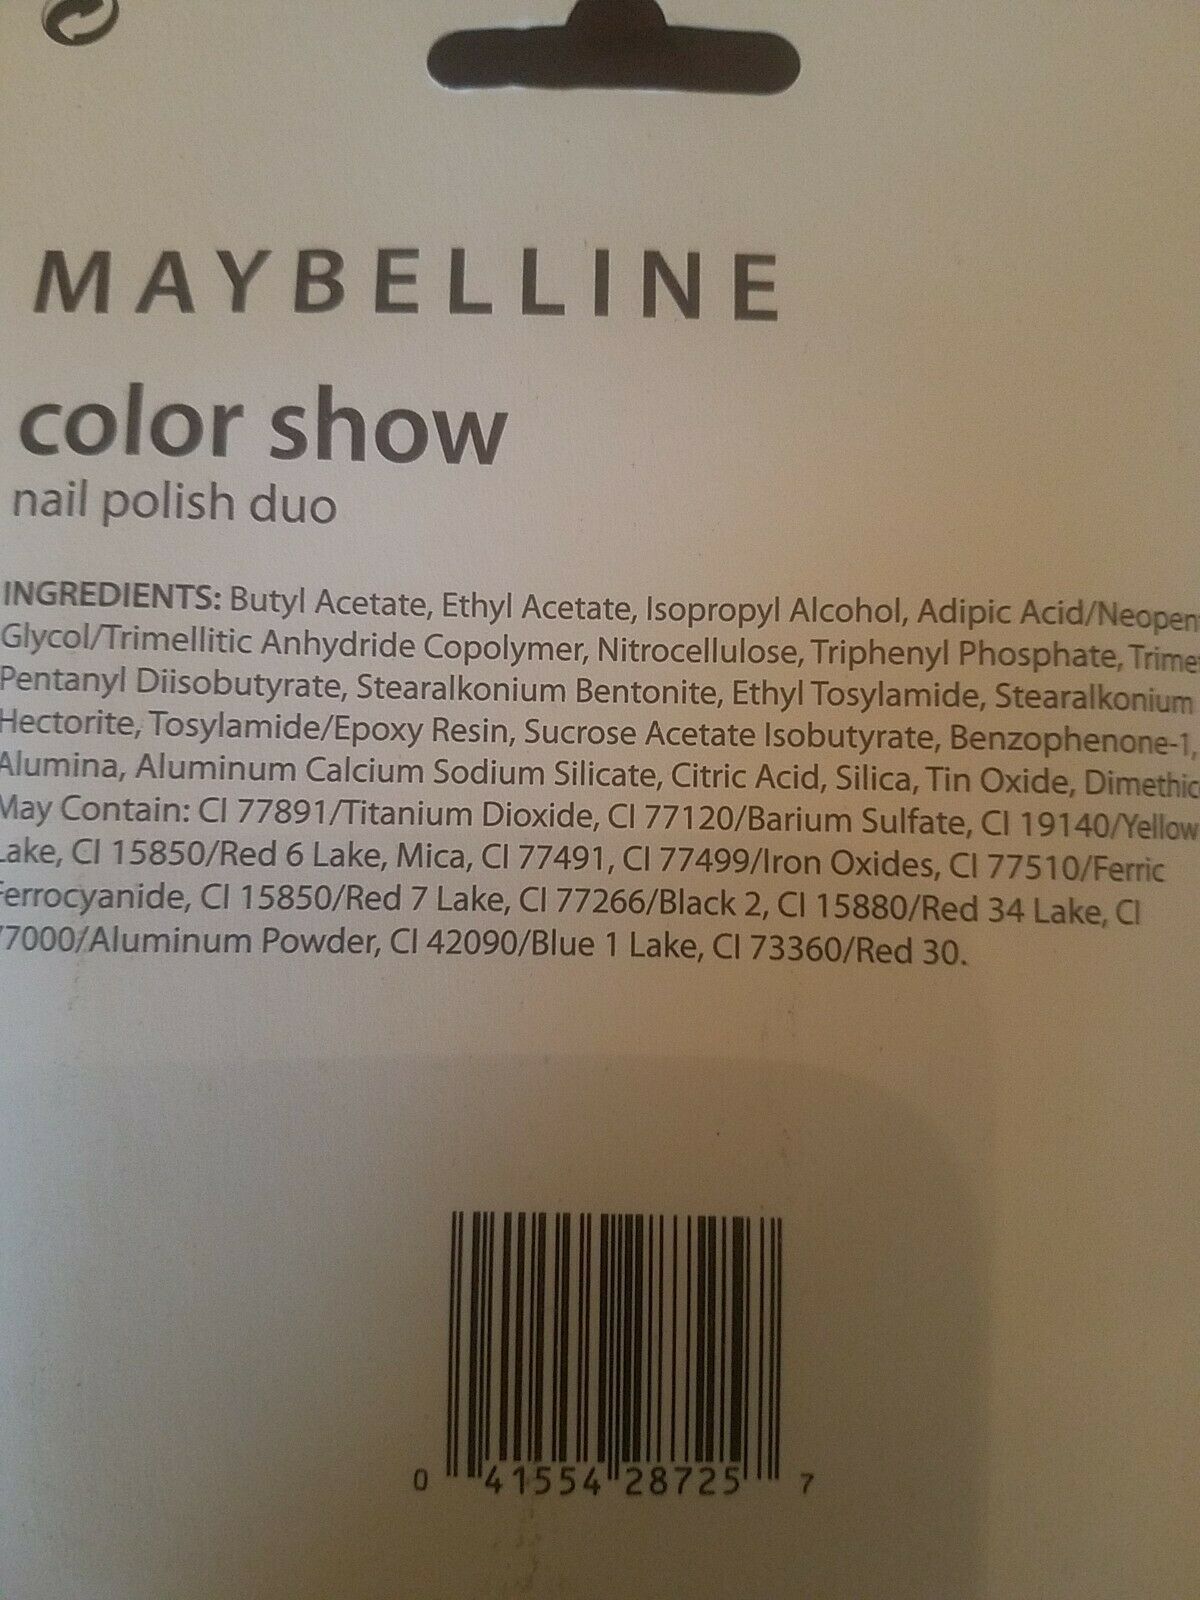 MAYBELLINE
color show
nail polish duo
INGREDIENTS: Butyl Acetate, Ethyl Acetate, Isopropyl Alcohol, Adipic Acid/Neopen
Glycol/Trimellitic Anhydride Copolymer, Nitrocellulose, Triphenyl Phosphate, Trime
Pentanyl Diisobutyrate, Stearalkonium Bentonite, Ethyl Tosylamide, Stearalkonium
Hectorite, Tosylamide/Epoxy Resin, Sucrose Acetate Isobutyrate, Benzophenone-1,
Alumina, Aluminum Calcium Sodium Silicate, Citric Acid, Silica, Tin Oxide, Dimethic
May Contain: CI 77891/Titanium Dioxide, CI 77120/Barium Sulfate, CI 19140/Yellow
Lake, CI 15850/Red 6 Lake, Mica, CI 77491, CI 77499/Iron Oxides, CI 77510/Ferric
Ferrocyanide, CI 15850/Red 7 Lake, CI 77266/Black 2, CI 15880/Red 34 Lake, CI
77000/Aluminum Powder, CI 42090/Blue 1 Lake, CI 73360/Red 30.
0 41554 28725 7